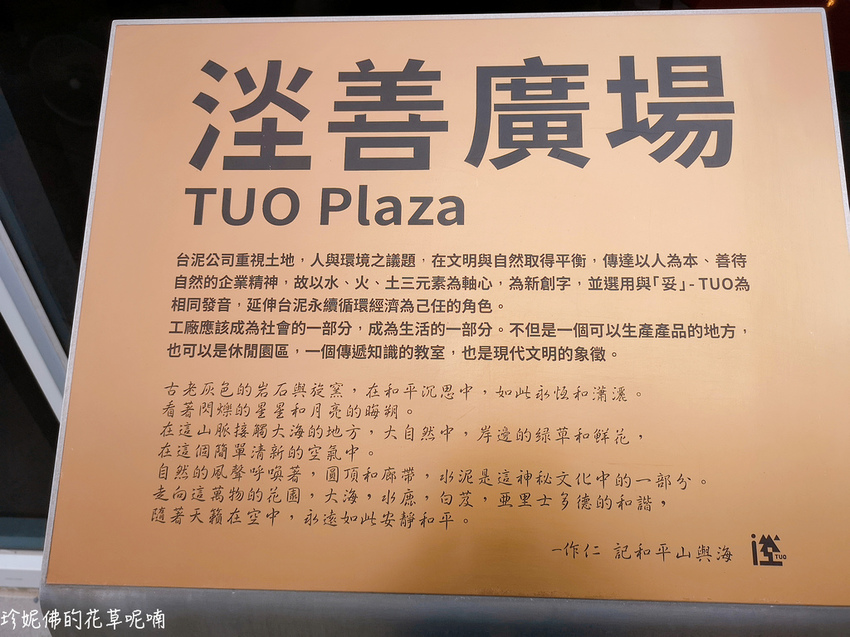 善廣場
TUO Plaza
台泥公司重視土地，人與環境之議題，在文明與自然取得平衡，傳達以人為本、善待
自然的企業精神，故以水、火、土三元素為軸心，為新創字，並選用與「妥」- TUO為
相同發音，延伸台泥永續循環經濟為己任的角色。
工廠應該成為社會的一部分，成為生活的一部分。不但是一個可以生產產品的地方，
也可以是休閒園區，一個傳遞知識的教室，也是現代文明的象徵。
古老灰色的岩石與旋窯，在和平沉思中，如此永恆和瀟灑。
看著閃爍的星星和月亮的晦朔。
在這山脈接觸大海的地方，大自然中，岸邊的綠草和鮮花，
在這個簡單清新的空氣中。
自然的風聲呼喚著，圓頂和廊帶，水泥是這神秘文化中的一部分。
走向這萬物的花園，大海，水鹿，白芨，亞里士多德的和諧，
隨著天籟在空中，永遠如此安靜和平。
–作仁 記和平山與海
TUO
珍妮佛的花草呢喃